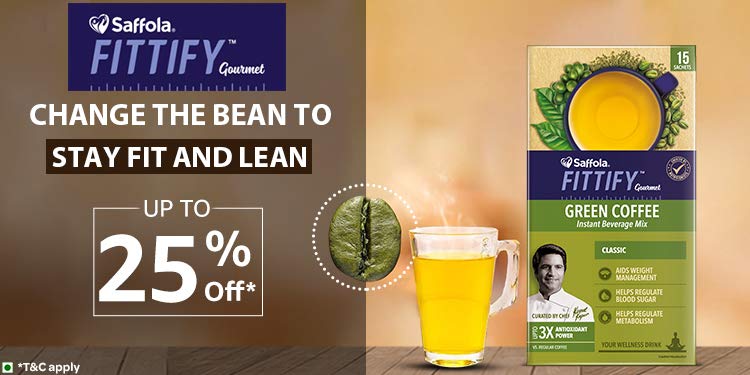 Saffola®
FITTIFY™
Gourmet
CHANGE THE BEAN TO
STAY FIT AND LEAN
UP TO
25%
Off*
*T&C apply
15
SACHETS
Saffola®
FITTIFY™
Gourmet
GREEN COFFEE
Instant Beverage Mix
CLASSIC
AIDS WEIGHT
MANAGEMENT
HELPS REGULATE
BLOOD SUGAR
HELPS REGULATE
METABOLISM
CURATED BY CHEF
UPTO
3X ANTIOXIDANT
POWER
VS. REGULAR COFFEE
YOUR WELLNESS DRINK